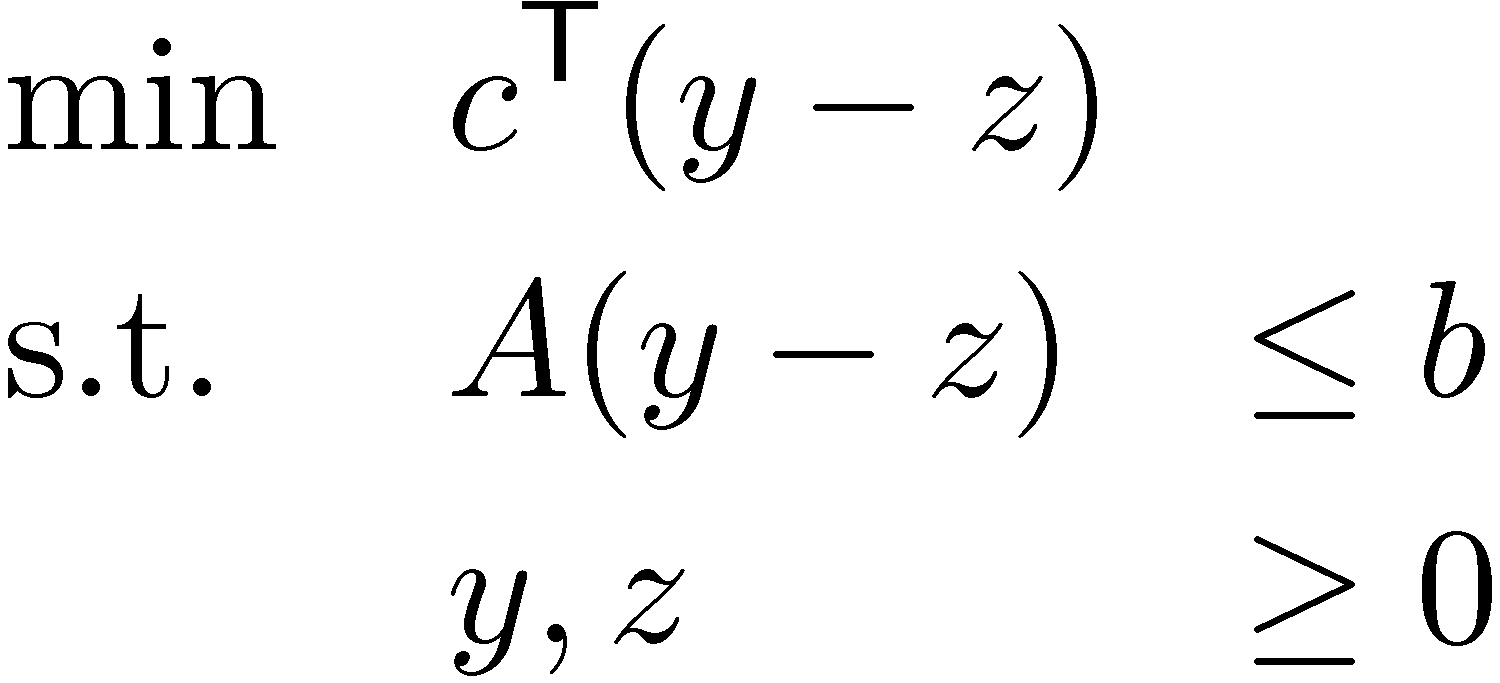 min c⊤(y − z)
s.t. A(y − z) ≤ b
y, z ≥ 0